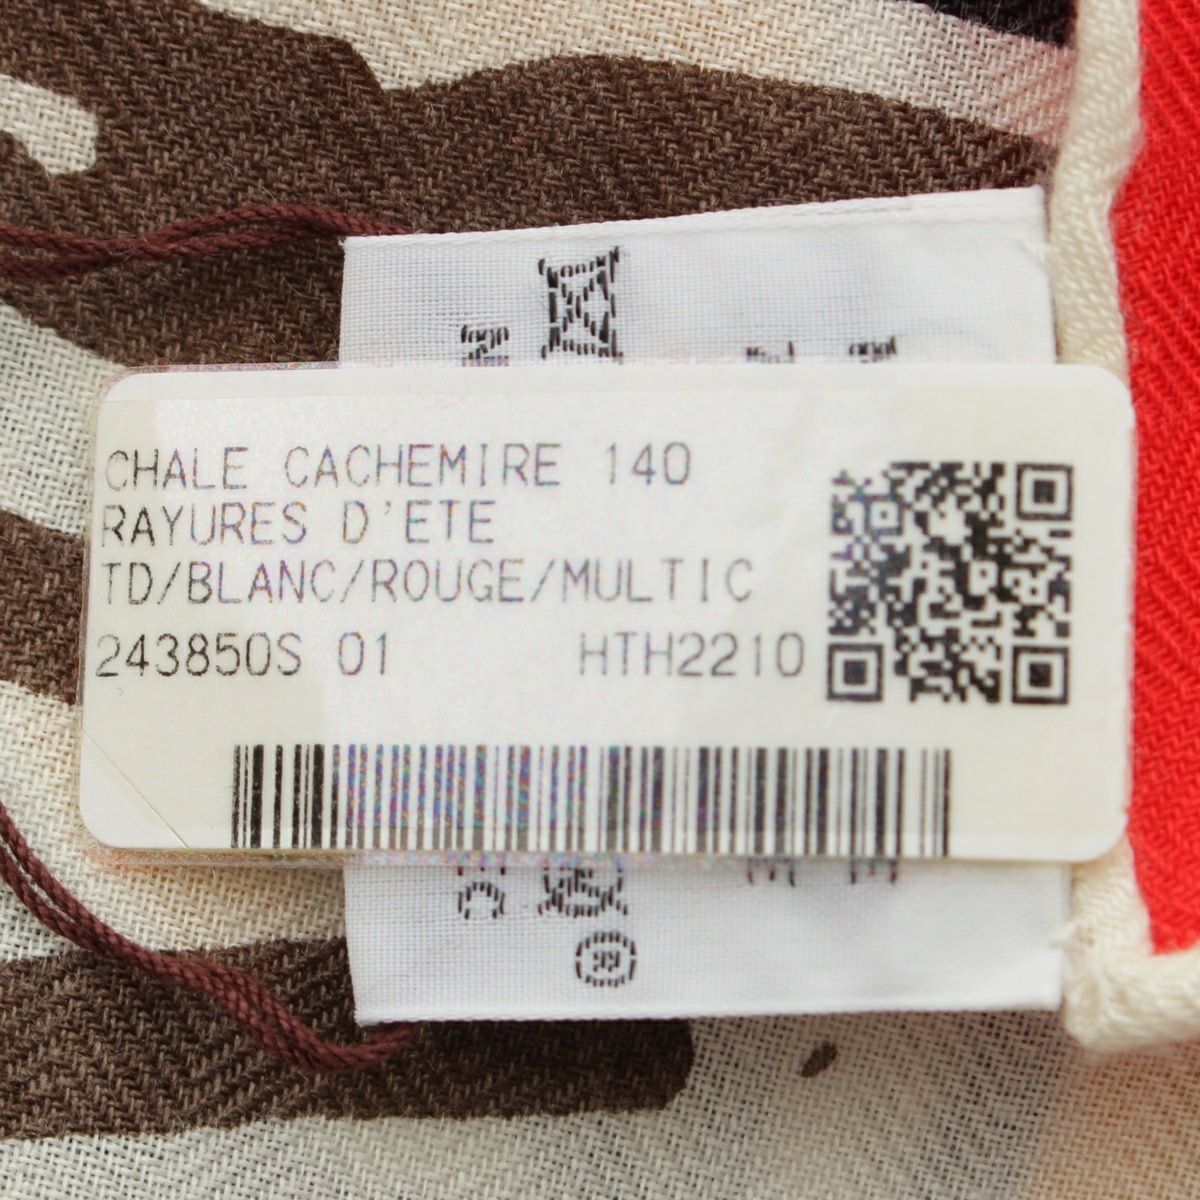 CHALE CACHEMIRE 140
RAYURES D'ETE
TD/BLANC/ROUGE/MULTIC
243850S 01 HTH2210